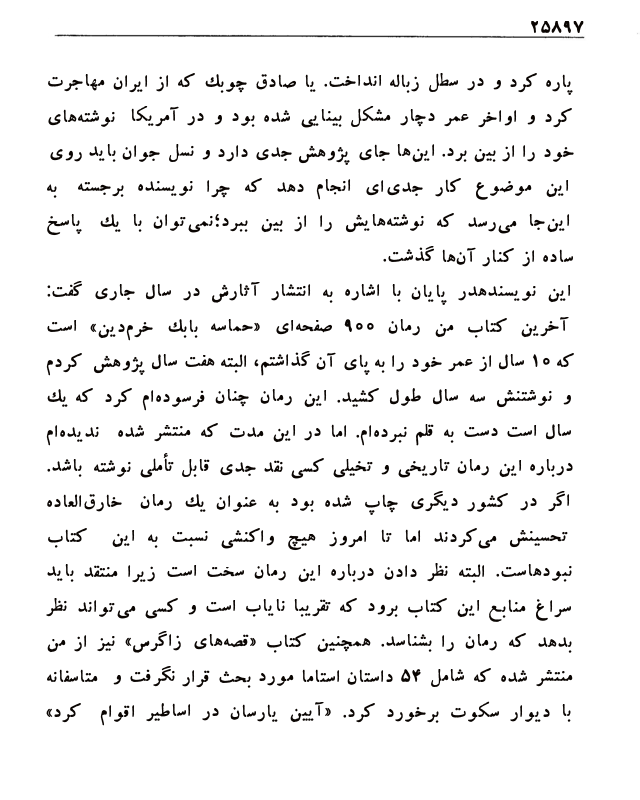 ۲۵۸۹۷
پاره کرد و در سطل زباله انداخت. یا صادق چوبك که از ایران مهاجرت
کرد و اواخر عمر دچار مشکل بینایی شده بود و در آمریکا نوشته‌های
خود را از بین برد. این‌ها جای پژوهش جدی دارد و نسل جوان باید روی
این موضوع کار جدی‌ای انجام دهد که چرا نویسنده برجسته به
این‌جا می‌رسد که نوشته‌هایش را از بین ببرد؛نمی‌توان با یك پاسخ
ساده از کنار آن‌ها گذشت.
این نویسندهدر پایان با اشاره به انتشار آثارش در سال جاری گفت:
آخرین کتاب من رمان ۹۰۰ صفحه‌ای «حماسه بابك خرم‌دین» است
که ۱۰ سال از عمر خود را به پای آن گذاشتم، البته هفت سال پژوهش کردم
و نوشتنش سه سال طول کشید. این رمان چنان فرسوده‌ام کرد که یك
سال است دست به قلم نبرده‌ام. اما در این مدت که منتشر شده ندیده‌ام
درباره این رمان تاریخی و تخیلی کسی نقد جدی قابل تأملی نوشته باشد.
اگر در کشور دیگری چاپ شده بود به عنوان یك رمان خارق‌العاده
تحسینش می‌کردند اما تا امروز هیچ واکنشی نسبت به این کتاب
نبودهاست. البته نظر دادن درباره این رمان سخت است زیرا منتقد باید
سراغ منابع این کتاب برود که تقریبا نایاب است و کسی می‌تواند نظر
بدهد که رمان را بشناسد. همچنین کتاب «قصه‌های زاگرس» نیز از من
منتشر شده که شامل ۵۴ داستان استاما مورد بحث قرار نگرفت و متاسفانه
با دیوار سکوت برخورد کرد. «آیین یارسان در اساطیر اقوام کرد»